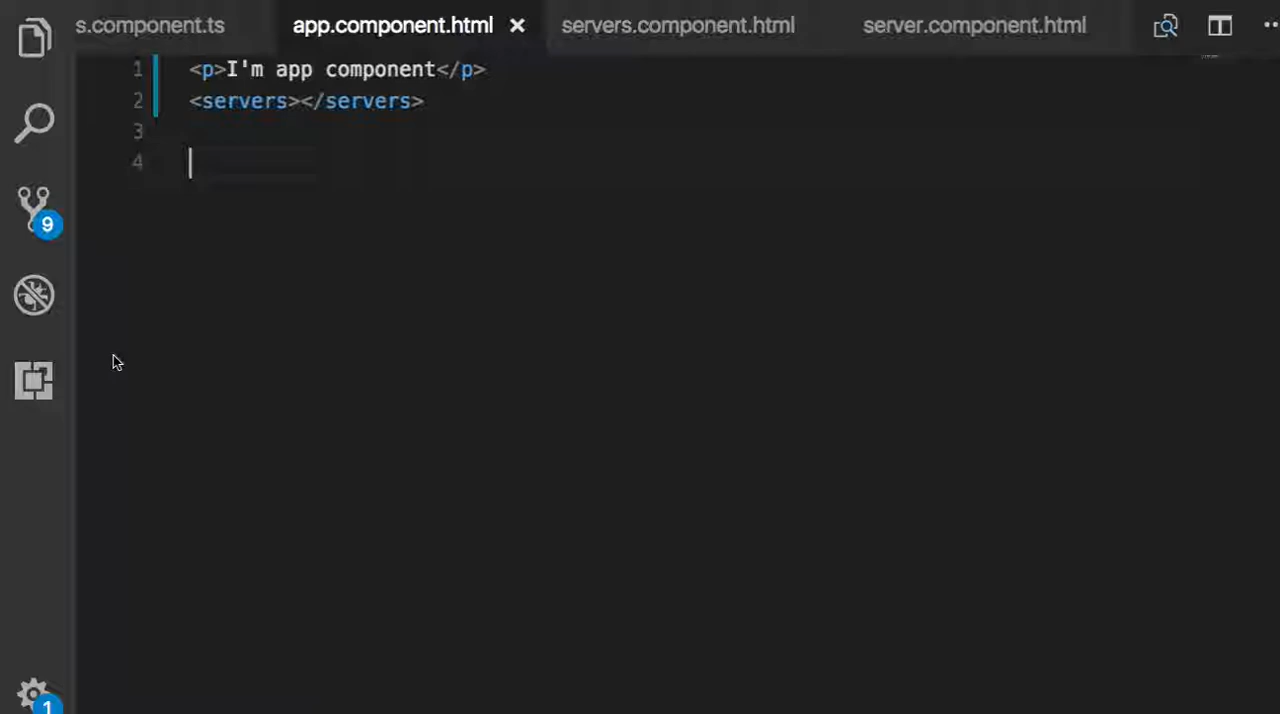 s.component.ts
app.component.html
servers.component.html
server.component.html
1 <p>I'm app component</p>
2 <servers></servers>
3
4
9
1